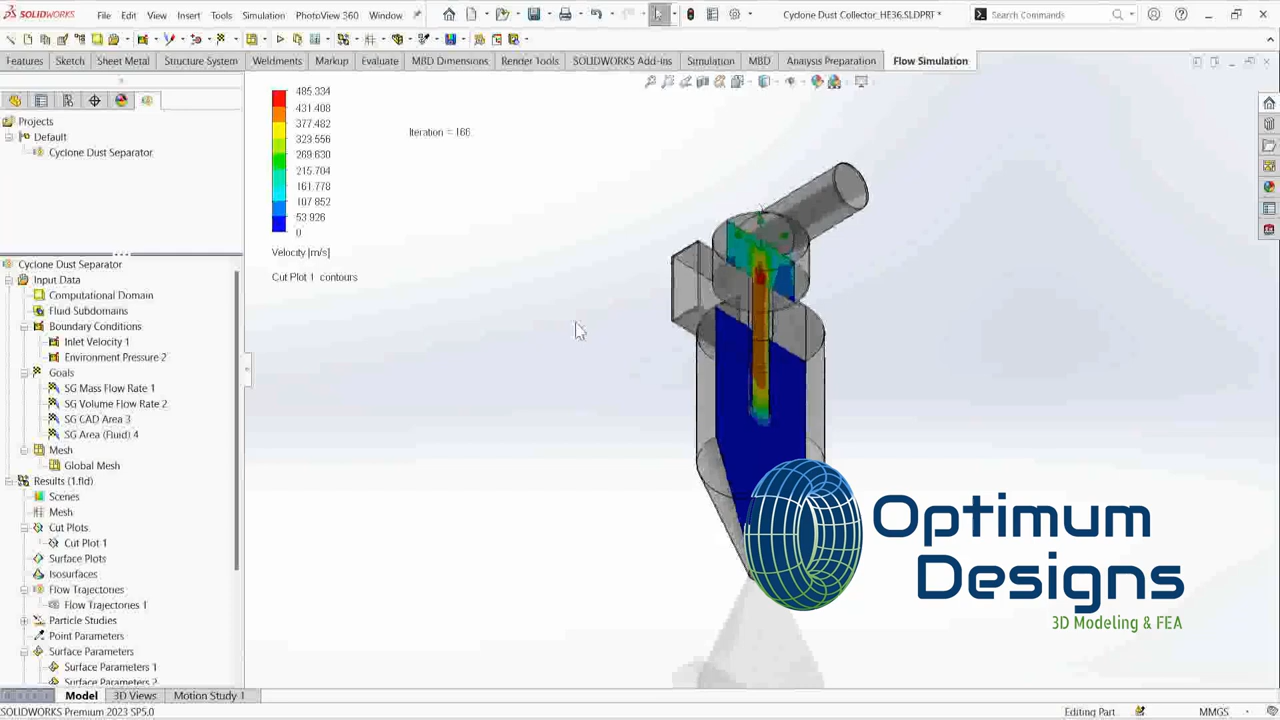 SOLIDWORKS File Edit View Insert Tools Simulation PhotoView 360 Window Cyclone Dust Collector_HE36.SLDPRT * Search Commands
Features Sketch Sheet Metal Structure System Weldments Markup Evaluate MBD Dimensions Render Tools SOLIDWORKS Add-ins Simulation MBD Analysis Preparation Flow Simulation
Projects
Default
Cyclone Dust Separator
Cyclone Dust Separator
Input Data
Computational Domain
Fluid Subdomains
Boundary Conditions
Inlet Velocity 1
Environment Pressure 2
Goals
SG Mass Flow Rate 1
SG Volume Flow Rate 2
SG CAD Area 3
SG Area (Fluid) 4
Mesh
Global Mesh
Results (1.fld)
Scenes
Mesh
Cut Plots
Cut Plot 1
Surface Plots
Isosurfaces
Flow Trajectories
Flow Trajectories 1
Particle Studies
Point Parameters
Surface Parameters
Surface Parameters 1
Surface Parameters 2
485.334
431.408
377.482
323.556
269.630
215.704
161.778
107.852
53.926
0
Velocity [m/s]
Cut Plot 1 contours
Iteration = 166
Optimum
Designs
3D Modeling & FEA
Model 3D Views Motion Study 1
SOLIDWORKS Premium 2023 SP5.0 Editing Part MMGS